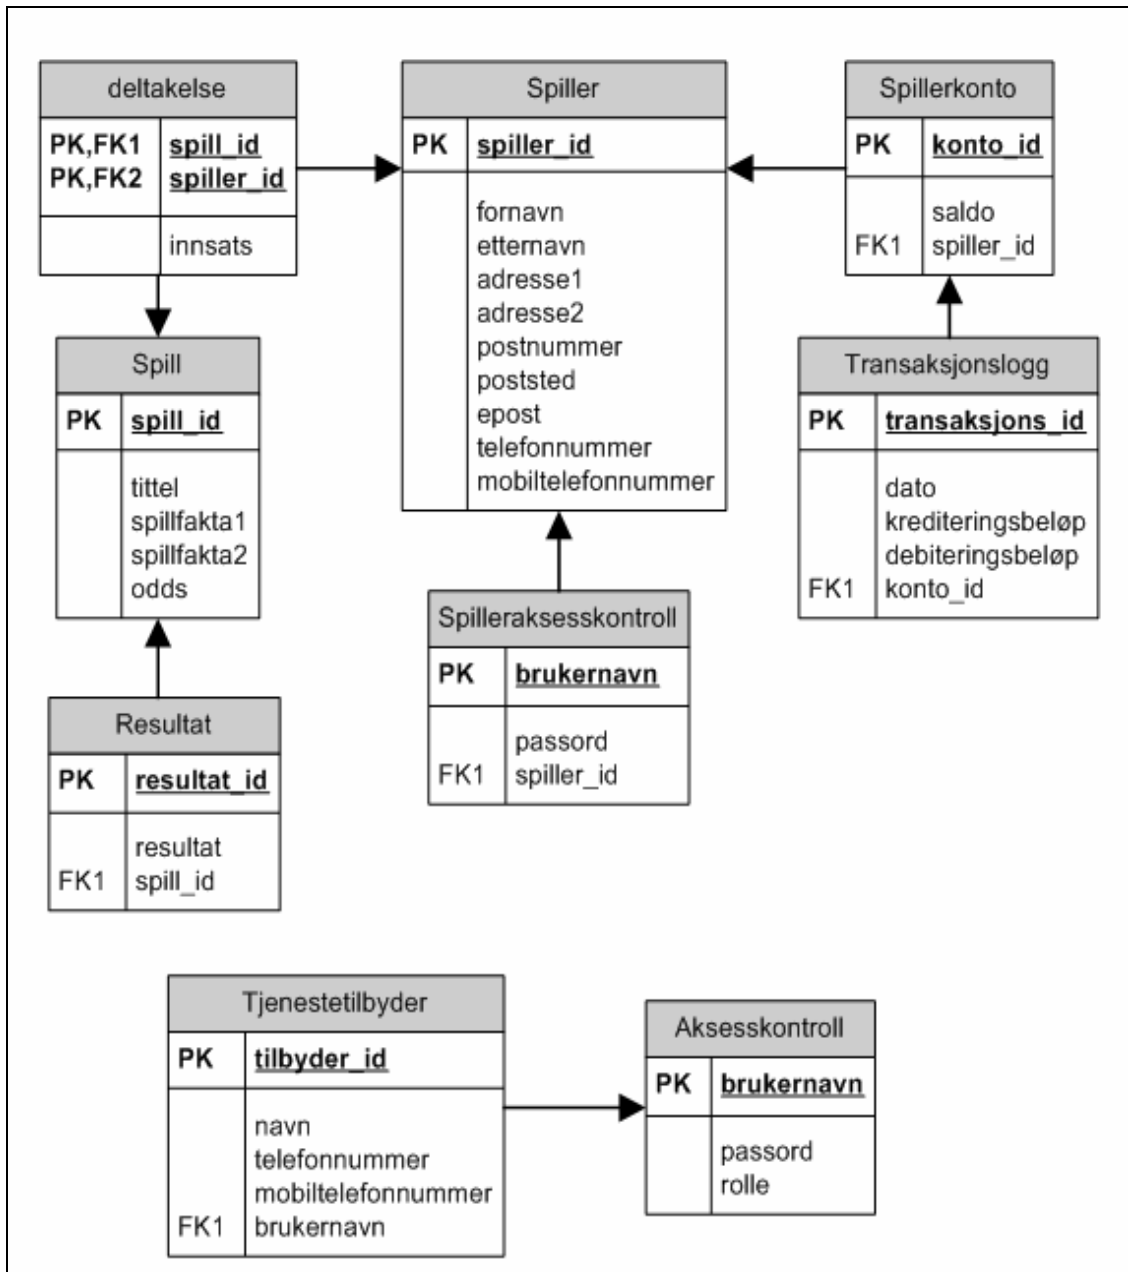 deltakelse
PK,FK1 spill_id
PK,FK2 spiller_id
innsats
Spiller
PK spiller_id
fornavn
etternavn
adresse1
adresse2
postnummer
poststed
epost
telefonnummer
mobiltelefonnummer
Spillerkonto
PK konto_id
saldo
FK1 spiller_id
Spill
PK spill_id
tittel
spillfakta1
spillfakta2
odds
Transaksjonslogg
PK transaksjons_id
dato
krediteringsbeløp
debiteringsbeløp
FK1 konto_id
Spilleraksesskontroll
PK brukernavn
passord
FK1 spiller_id
Resultat
PK resultat_id
resultat
FK1 spill_id
Tjenestetilbyder
PK tilbyder_id
navn
telefonnummer
mobiltelefonnummer
FK1 brukernavn
Aksesskontroll
PK brukernavn
passord
rolle